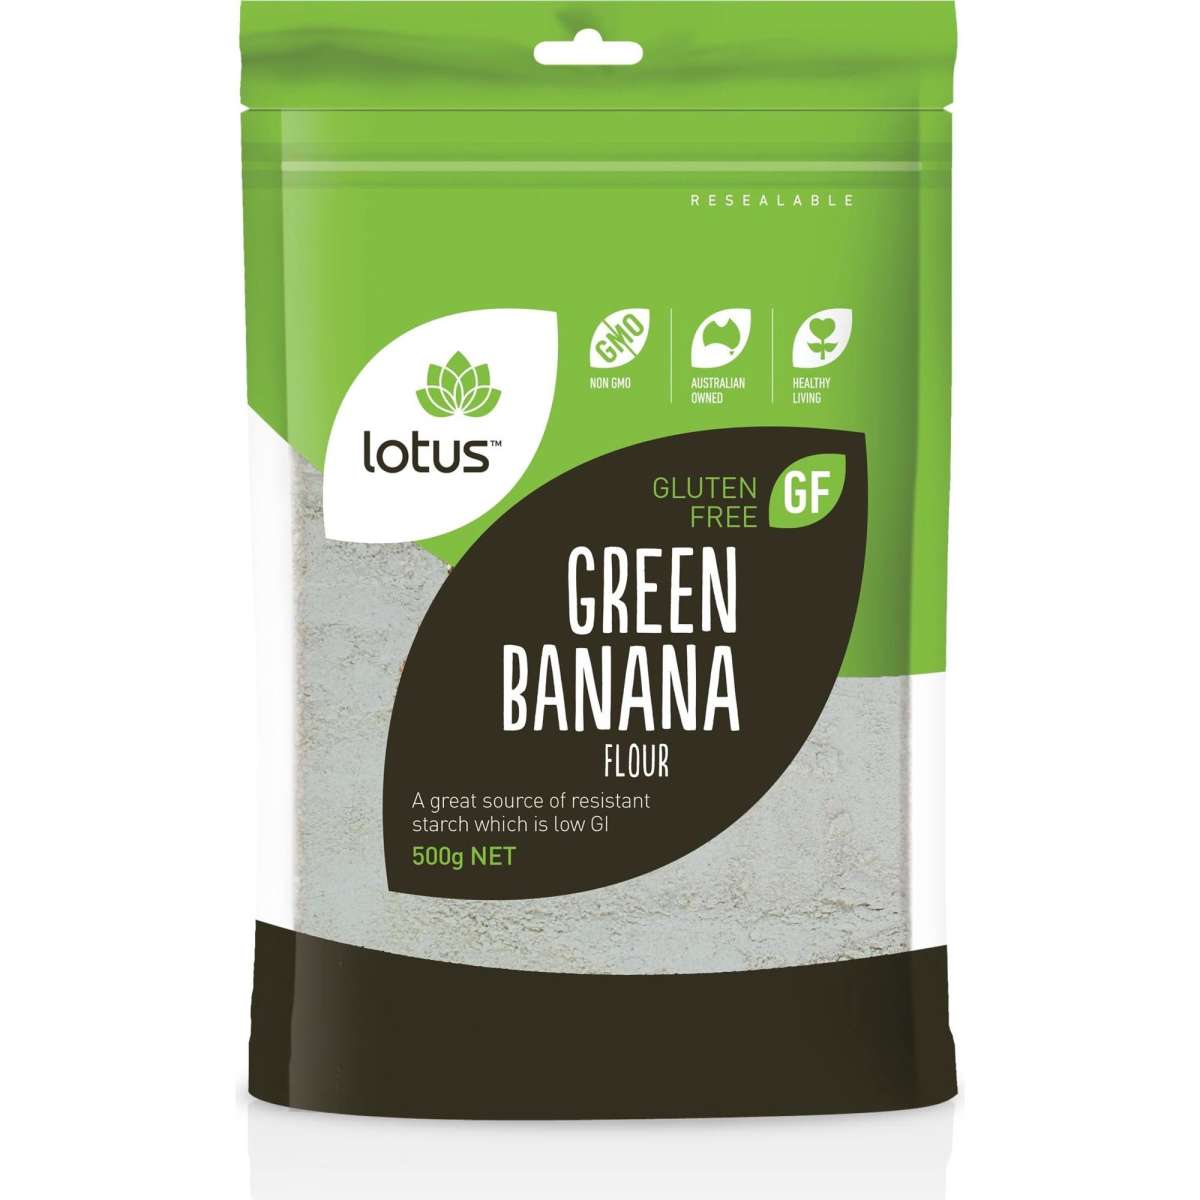 RESEALABLE
GMO
NON GMO
AUSTRALIAN
OWNED
HEALTHY
LIVING
lotus™
GLUTEN
FREE
GF
GREEN
BANANA
FLOUR
A great source of resistant
starch which is low GI
500g NET